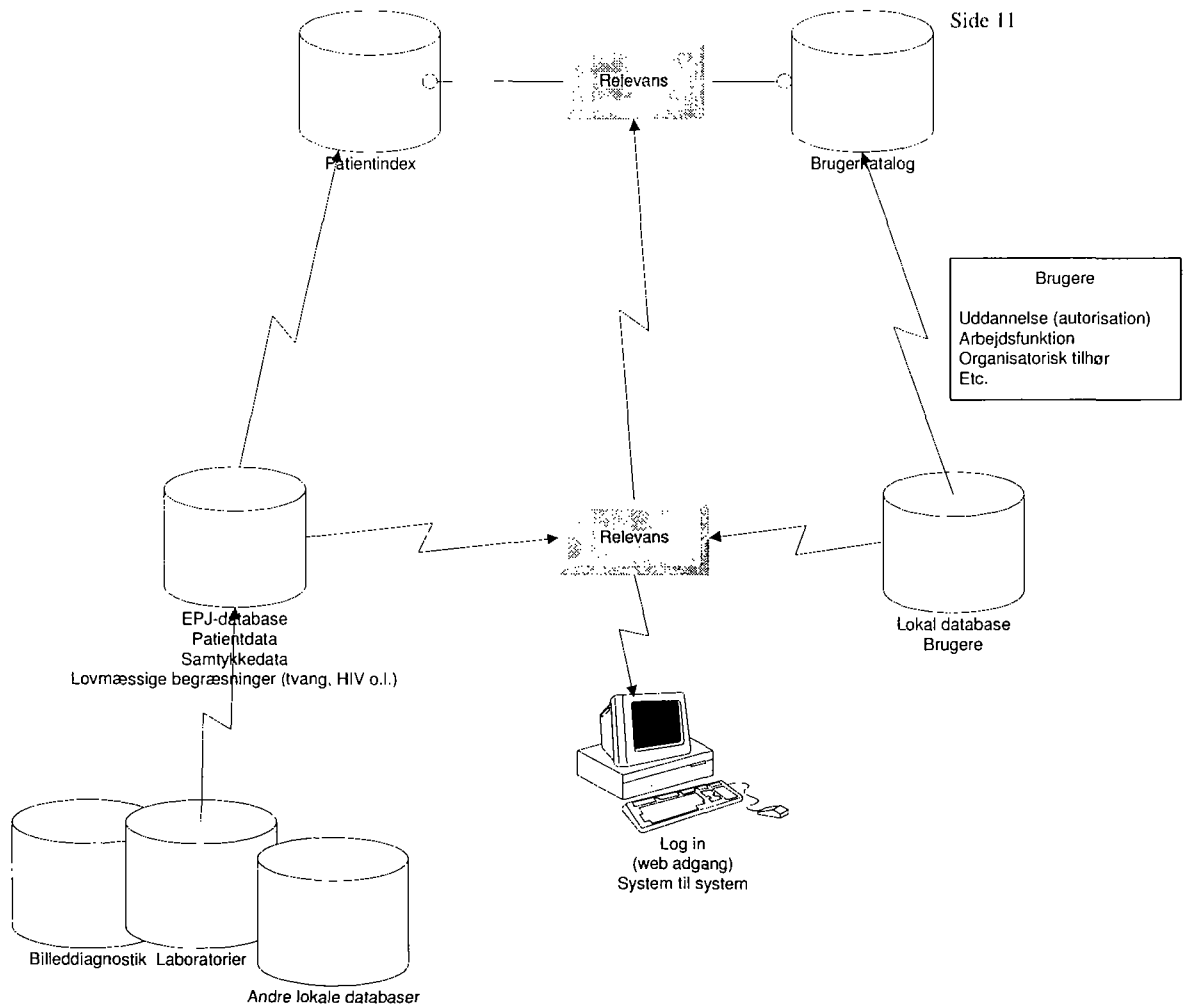 Side 11
Relevans
Patientindex
Brugerkatalog
Brugere
Uddannelse (autorisation)
Arbejdsfunktion
Organisatorisk tilhør
Etc.
Relevans
EPJ-database
Patientdata
Samtykkedata
Lovmæssige begræsninger (tvang, HIV o.l.)
Lokal database
Brugere
Log in
(web adgang)
System til system
Billeddiagnostik
Laboratorier
Andre lokale databaser